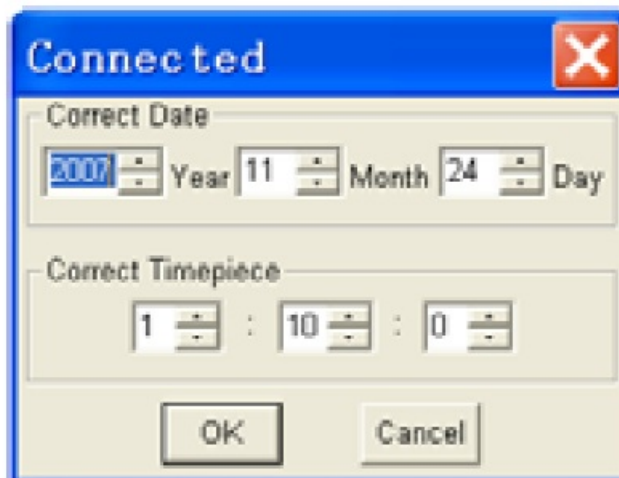 Connected
Correct Date
2007 Year 11 Month 24 Day
Correct Timepiece
1 : 10 : 0
OK Cancel